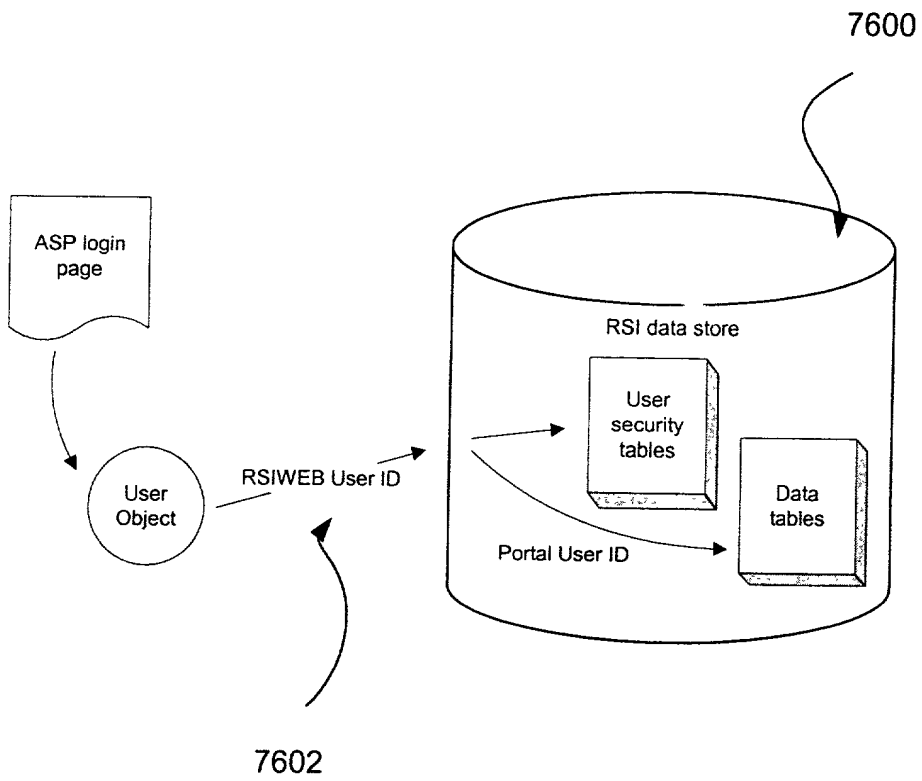 7600
ASP login
page
RSI data store
User
security
tables
User
Object
RSIWEB User ID
Data
tables
Portal User ID
7602